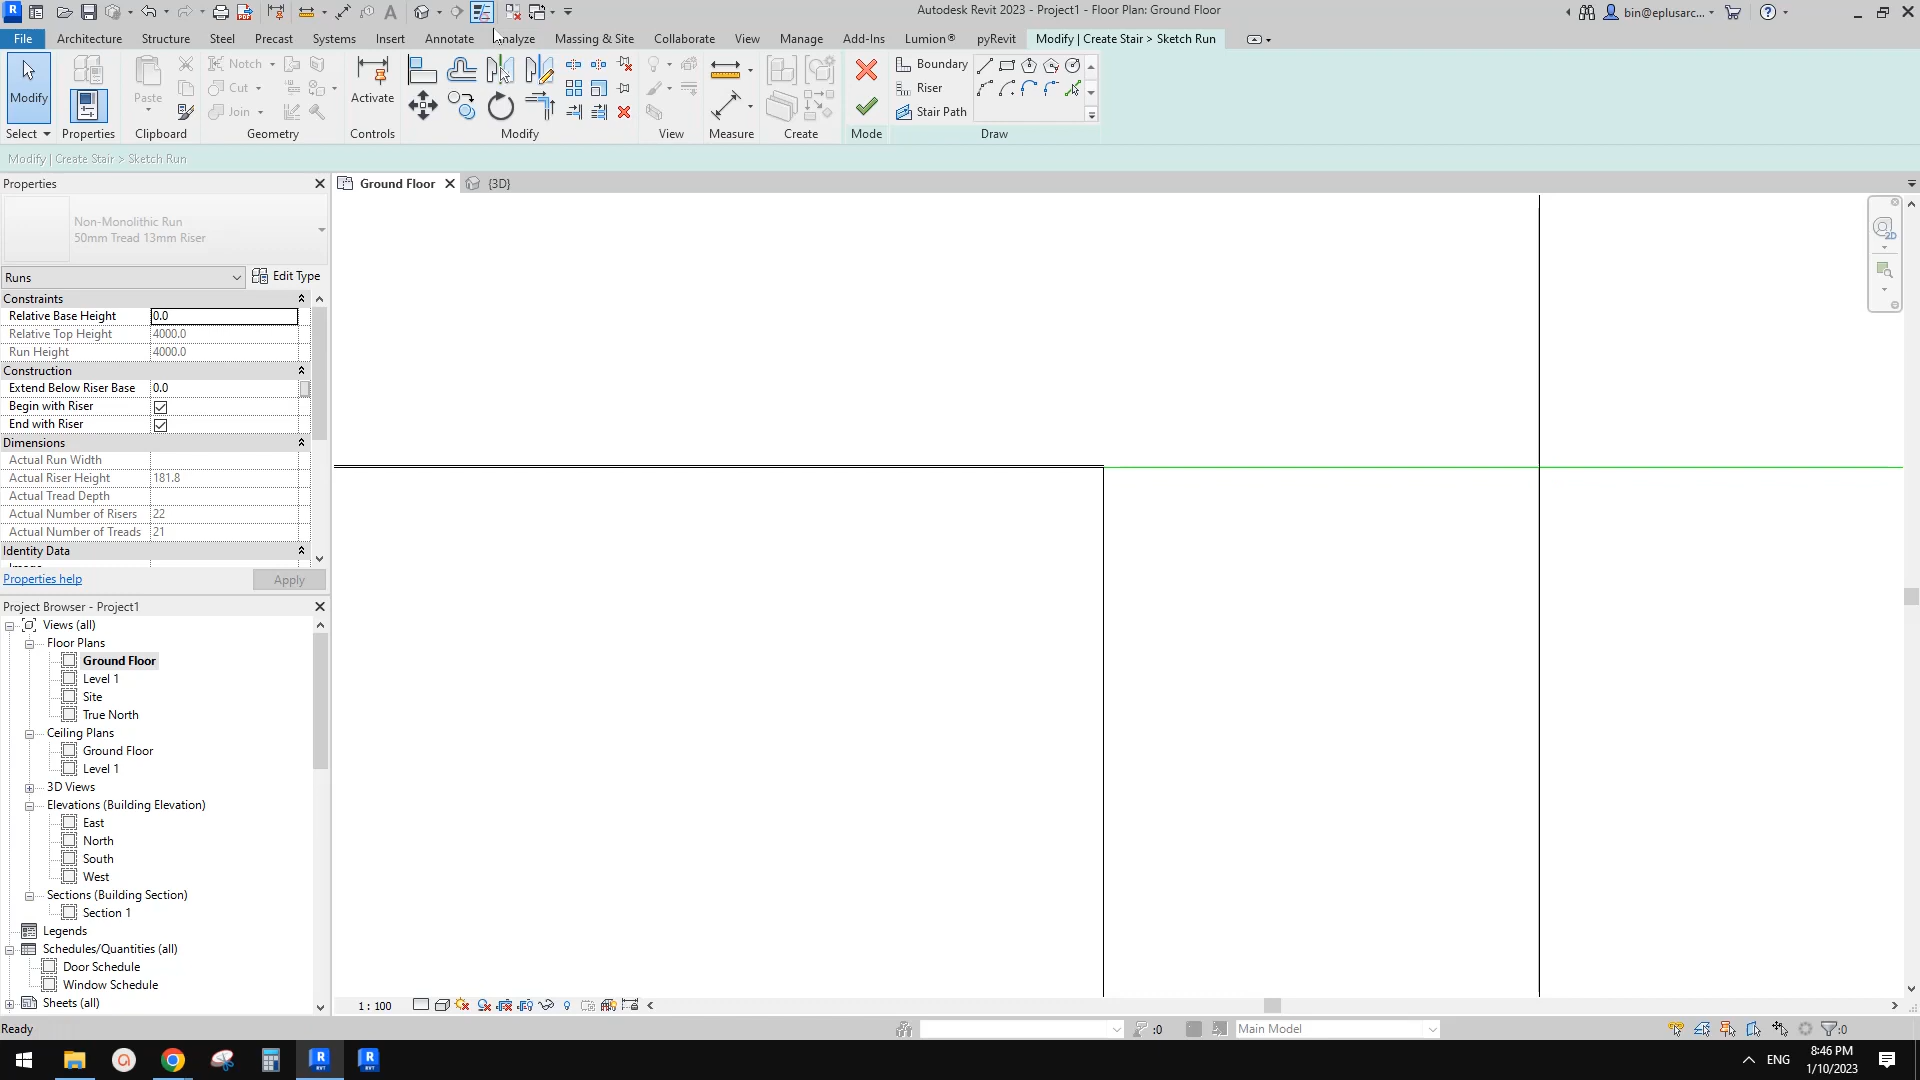 Autodesk Revit 2023 - Project1 - Floor Plan: Ground Floor
bin@eplusarc...
File
Architecture
Structure
Steel
Precast
Systems
Insert
Annotate
Analyze
Massing & Site
Collaborate
View
Manage
Add-Ins
Lumion®
pyRevit
Modify | Create Stair > Sketch Run
Modify
Properties
Paste
Notch
Cut
Join
Activate
Boundary
Riser
Stair Path
Select
Properties
Clipboard
Geometry
Controls
Modify
View
Measure
Create
Mode
Draw
Modify | Create Stair > Sketch Run
Properties
Non-Monolithic Run
50mm Tread 13mm Riser
Runs
Edit Type
Constraints
Relative Base Height 0.0
Relative Top Height 4000.0
Run Height 4000.0
Construction
Extend Below Riser Base 0.0
Begin with Riser
End with Riser
Dimensions
Actual Run Width
Actual Riser Height 181.8
Actual Tread Depth
Actual Number of Risers 22
Actual Number of Treads 21
Identity Data
Properties help
Apply
Ground Floor
{3D}
2D
Project Browser - Project1
Views (all)
Floor Plans
Ground Floor
Level 1
Site
True North
Ceiling Plans
Ground Floor
Level 1
3D Views
Elevations (Building Elevation)
East
North
South
West
Sections (Building Section)
Section 1
Legends
Schedules/Quantities (all)
Door Schedule
Window Schedule
Sheets (all)
1 : 100
Ready
:0
Main Model
:0
ENG
8:46 PM
1/10/2023